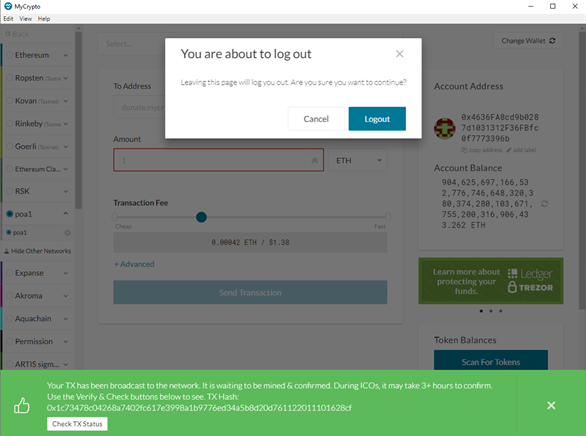 MyCrypto
Edit View Help
Back
Select...
Change Wallet
Ethereum
Ropsten
Kovan
Rinkeby
Goerli
Ethereum Cla...
RSK
poa1
poa1
Hide Other Networks
Expanse
Akroma
Aquachain
Permission
ARTIS sigm...
You are about to log out
Leaving this page will log you out. Are you sure you want to continue?
Cancel
Logout
To Address
Amount
1
ETH
Transaction Fee
Cheap
Fast
0.00042 ETH / $1.38
+ Advanced
Send Transaction
Account Address
0x4636FA8cd9b028
7d1031312F36FBfc
0f7773396b
copy address
add label
Account Balance
904,625,697,166,53
2,776,746,648,320,3
80,374,280,103,671,
755,200,316,906,43
3.262 ETH
Learn more about
protecting your
funds.
Ledger
TREZOR
Token Balances
Scan For Tokens
Your TX has been broadcast to the network. It is waiting to be mined & confirmed. During ICOs, it may take 3+ hours to confirm.
Use the Verify & Check buttons below to see. TX Hash:
0x1c73478c04268a7402fc617e3998a1b9776ed34a5b8d20d761122011101628cf
Check TX Status